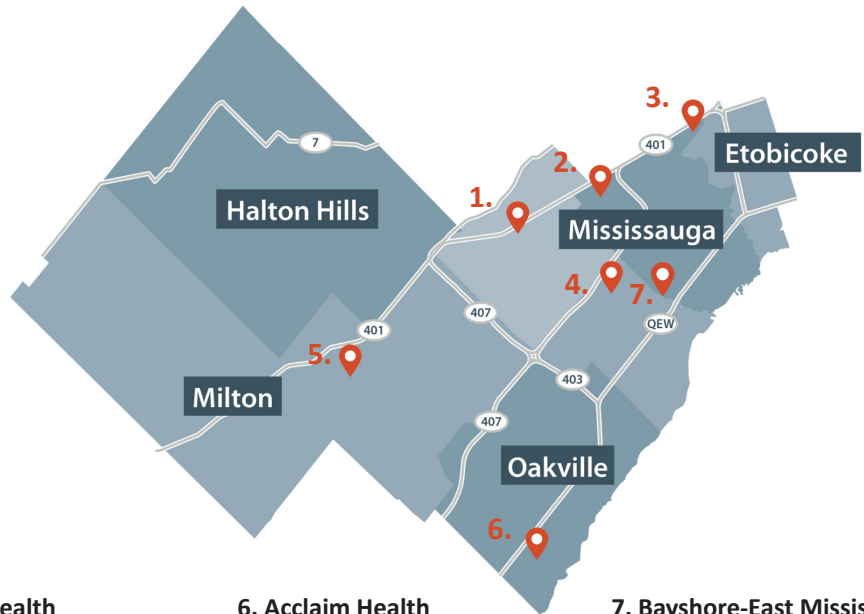 3.
401
Etobicoke
7
2.
1.
Halton Hills
Mississauga
4.
7.
407
QEW
401
5.
403
Milton
407
Oakville
6.
6. Acclaim Health